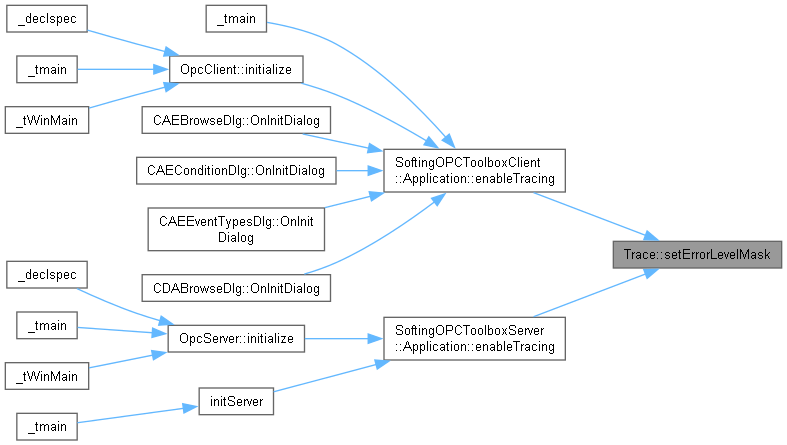 _declspec
_tmain
_tmain
OpcClient::initialize
_tWinMain
CAEBrowseDlg::OnInitDialog
CAEConditionDlg::OnInitDialog
SoftingOPCToolboxClient
::Application::enableTracing
CAEEventTypesDlg::OnInit
Dialog
CDABrowseDlg::OnInitDialog
Trace::setErrorLevelMask
_declspec
_tmain
OpcServer::initialize
_tWinMain
SoftingOPCToolboxServer
::Application::enableTracing
initServer
_tmain